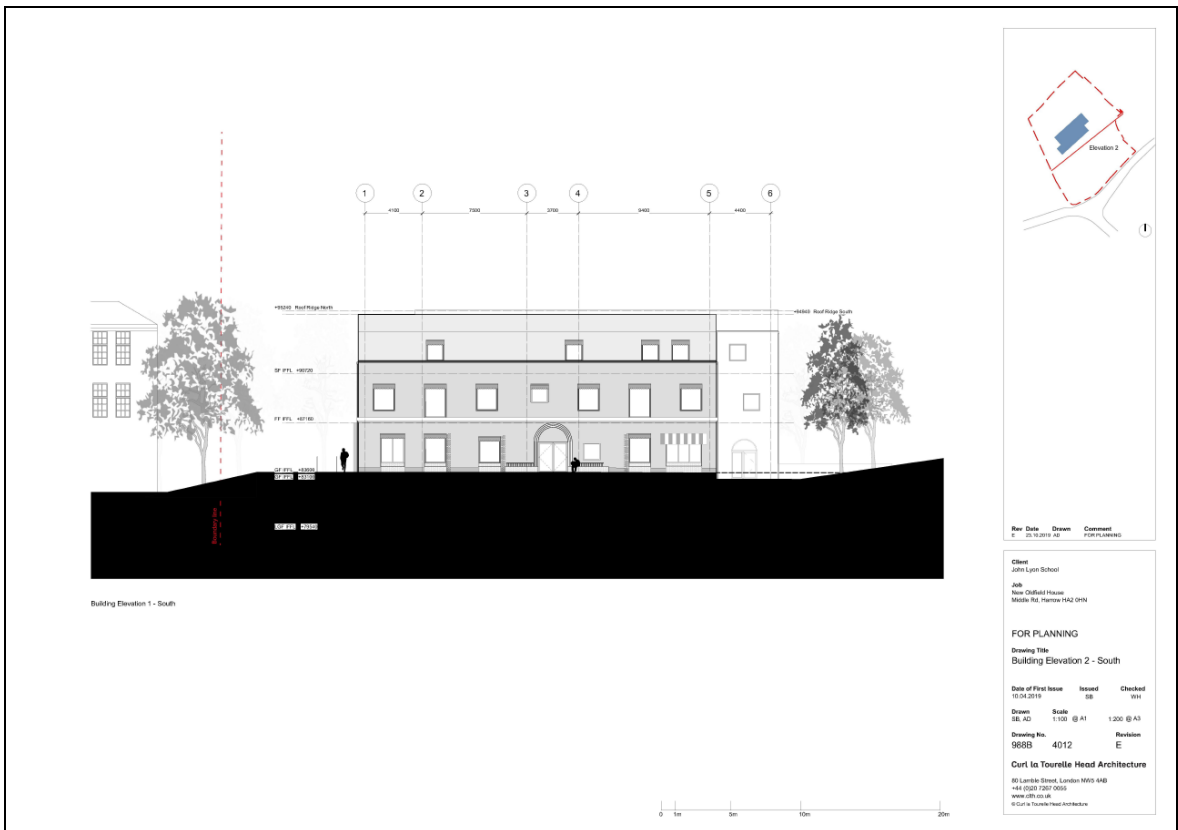 Elevation 2
1 2 3 4 5 6
4100 7500 3750 9400 4400
Roof Ridge North
Roof Ridge South
SF FFL +90720
FF FFL
GF FFL
Boundary line
Building Elevation 1 - South
Rev Date Drawn Comment
E 25.10.2019 AD FOR PLANNING
Client
John Lyon School
Job
New Oldfield House
Middle Rd, Harrow HA2 0HN
FOR PLANNING
Drawing Title
Building Elevation 2 - South
Date of First Issue Issued Checked
10.04.2019 SB WH
Drawn Scale
SB, AD 1:100 @ A1 1:200 @ A3
Drawing No. Revision
988B 4012 E
Curl la Tourelle Head Architecture
80 Lamble Street, London NW5 4AB
+44 (0)20 7267 0055
www.clth.co.uk
© Curl la Tourelle Head Architecture
0 1m 5m 10m 20m